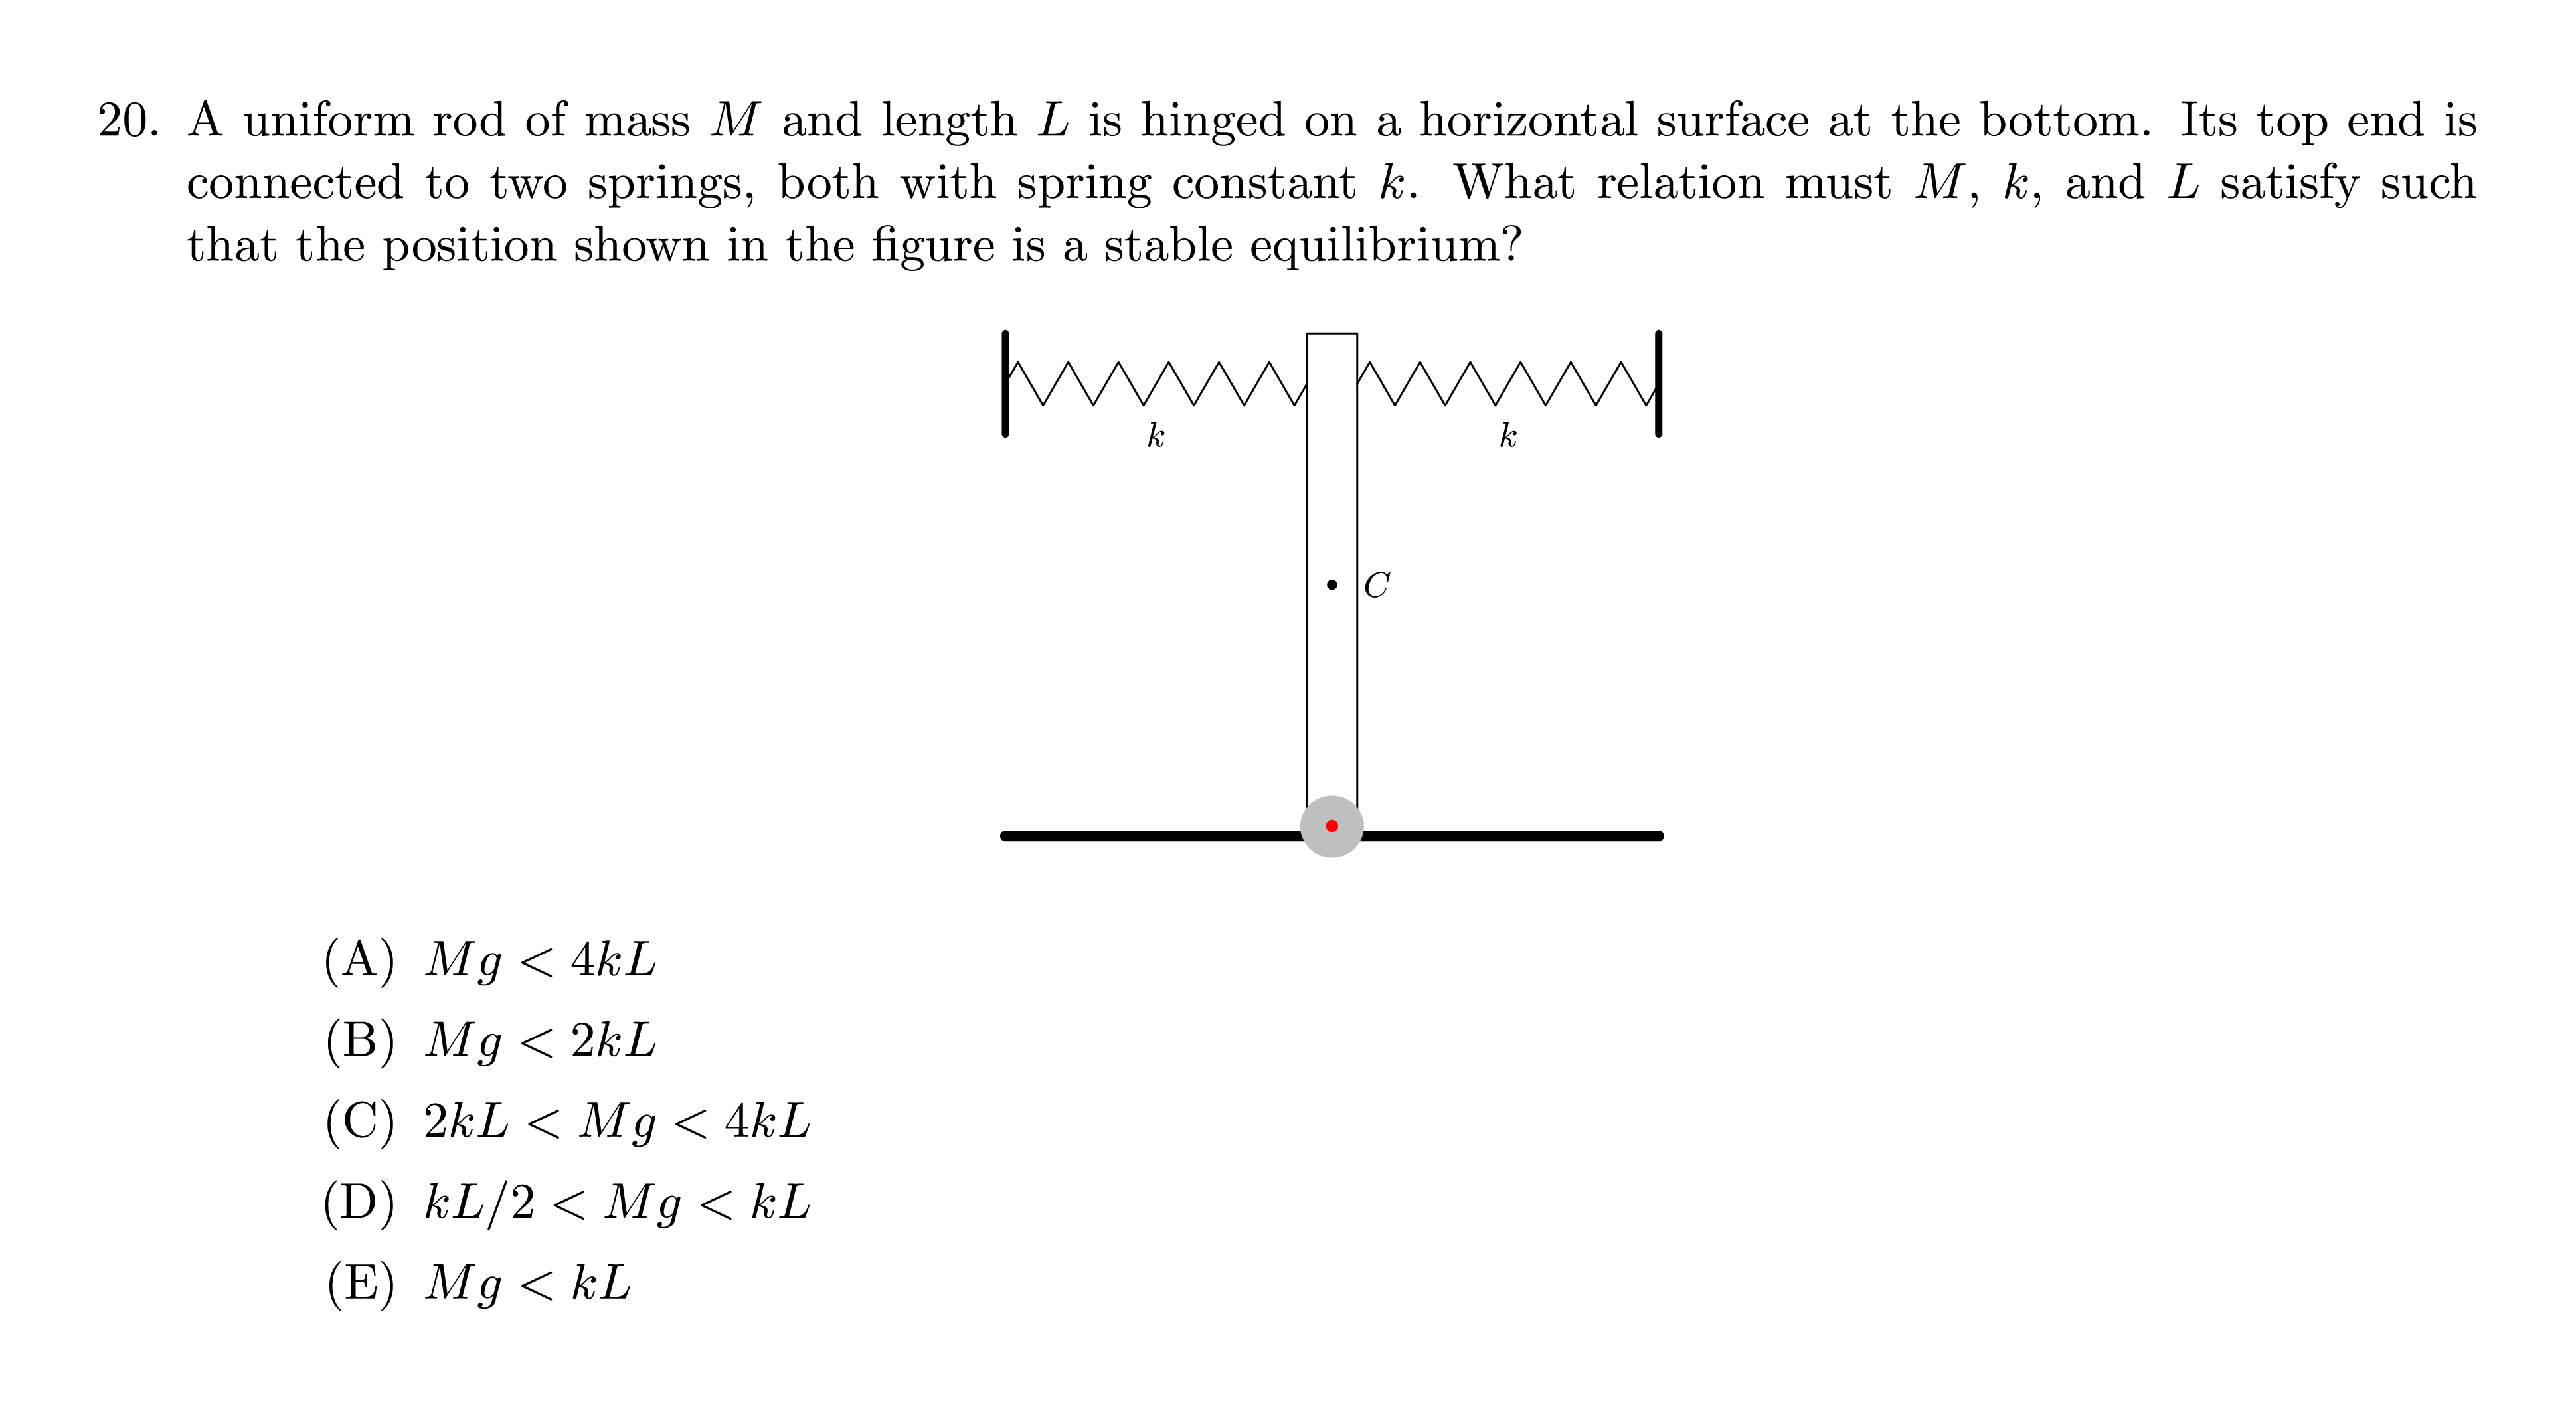 20. A uniform rod of mass M and length L is hinged on a horizontal surface at the bottom. Its top end is
connected to two springs, both with spring constant k. What relation must M, k, and L satisfy such
that the position shown in the figure is a stable equilibrium?
k k
C
(A) Mg < 4kL
(B) Mg < 2kL
(C) 2kL < Mg < 4kL
(D) kL/2 < Mg < kL
(E) Mg < kL